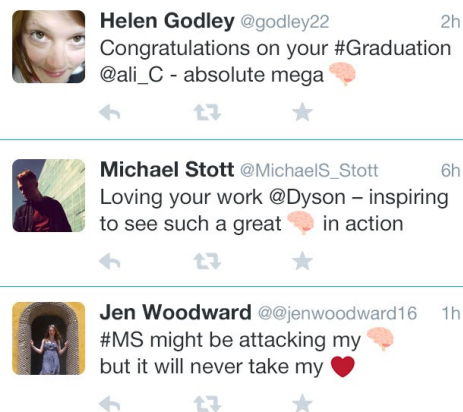 Helen Godley @godley22 2h
Congratulations on your #Graduation
@ali_C - absolute mega 🧠
Michael Stott @MichaelS_Stott 6h
Loving your work @Dyson – inspiring
to see such a great 🧠 in action
Jen Woodward @@jenwoodward16 1h
#MS might be attacking my 🧠
but it will never take my ❤️